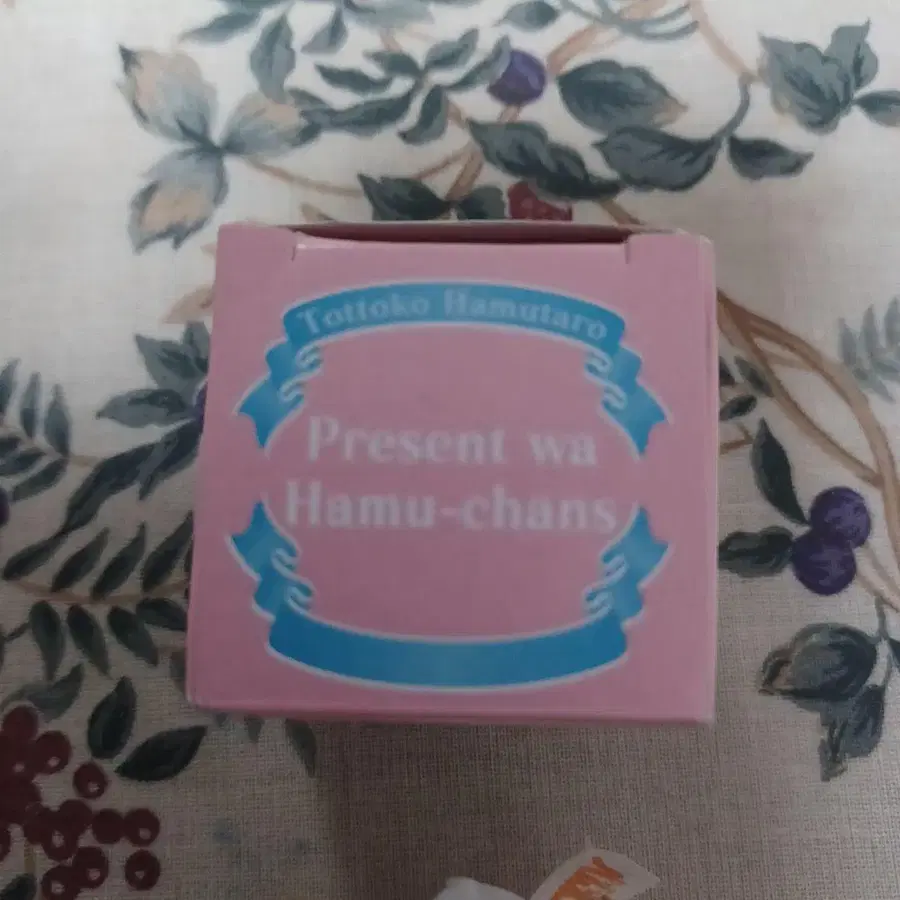 Tottoko Hamutaro
Present wa
Hamu-chans